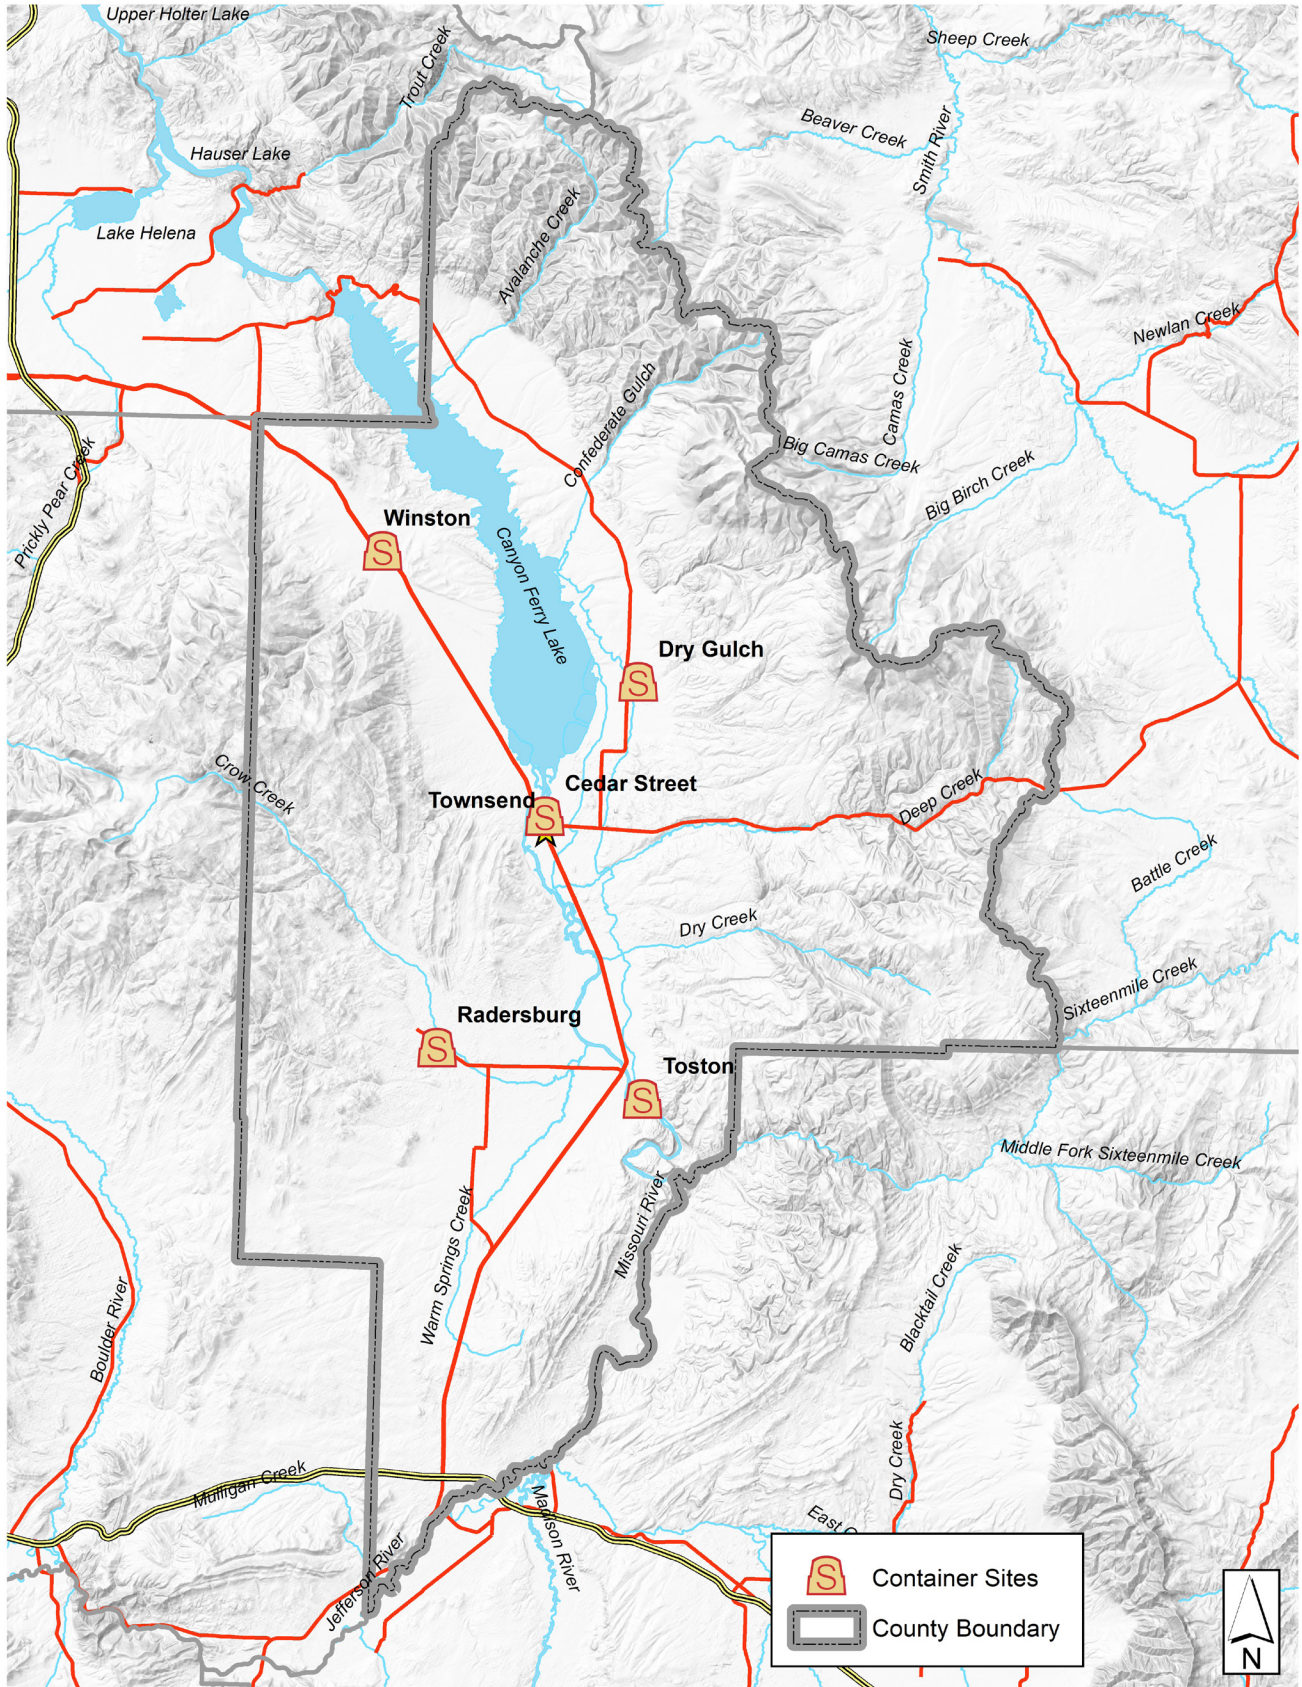 Upper Holter Lake
Sheep Creek
Trout Creek
Beaver Creek
Smith River
Hauser Lake
Lake Helena
Avalanche Creek
Newlan Creek
Camas Creek
Confederate Gulch
Big Camas Creek
Big Birch Creek
Prickly Pear Creek
Winston
S
Canyon Ferry Lake
Dry Gulch
S
Crow Creek
Cedar Street
Townsend
S
Deep Creek
Battle Creek
Dry Creek
Sixteenmile Creek
Radersburg
S
Toston
S
Middle Fork Sixteenmile Creek
Missouri River
Warm Springs Creek
Blacktail Creek
Boulder River
Dry Creek
Mulligan Creek
Madison River
East
Jefferson River
S
Container Sites
County Boundary
N